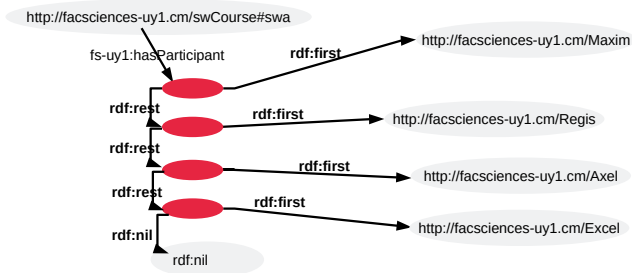 http://facsciences-uy1.cm/swCourse#swa
fs-uy1:hasParticipant
rdf:first
http://facsciences-uy1.cm/Maxim
rdf:rest
rdf:first
http://facsciences-uy1.cm/Regis
rdf:rest
rdf:first
http://facsciences-uy1.cm/Axel
rdf:rest
rdf:first
http://facsciences-uy1.cm/Excel
rdf:nil
rdf:nil